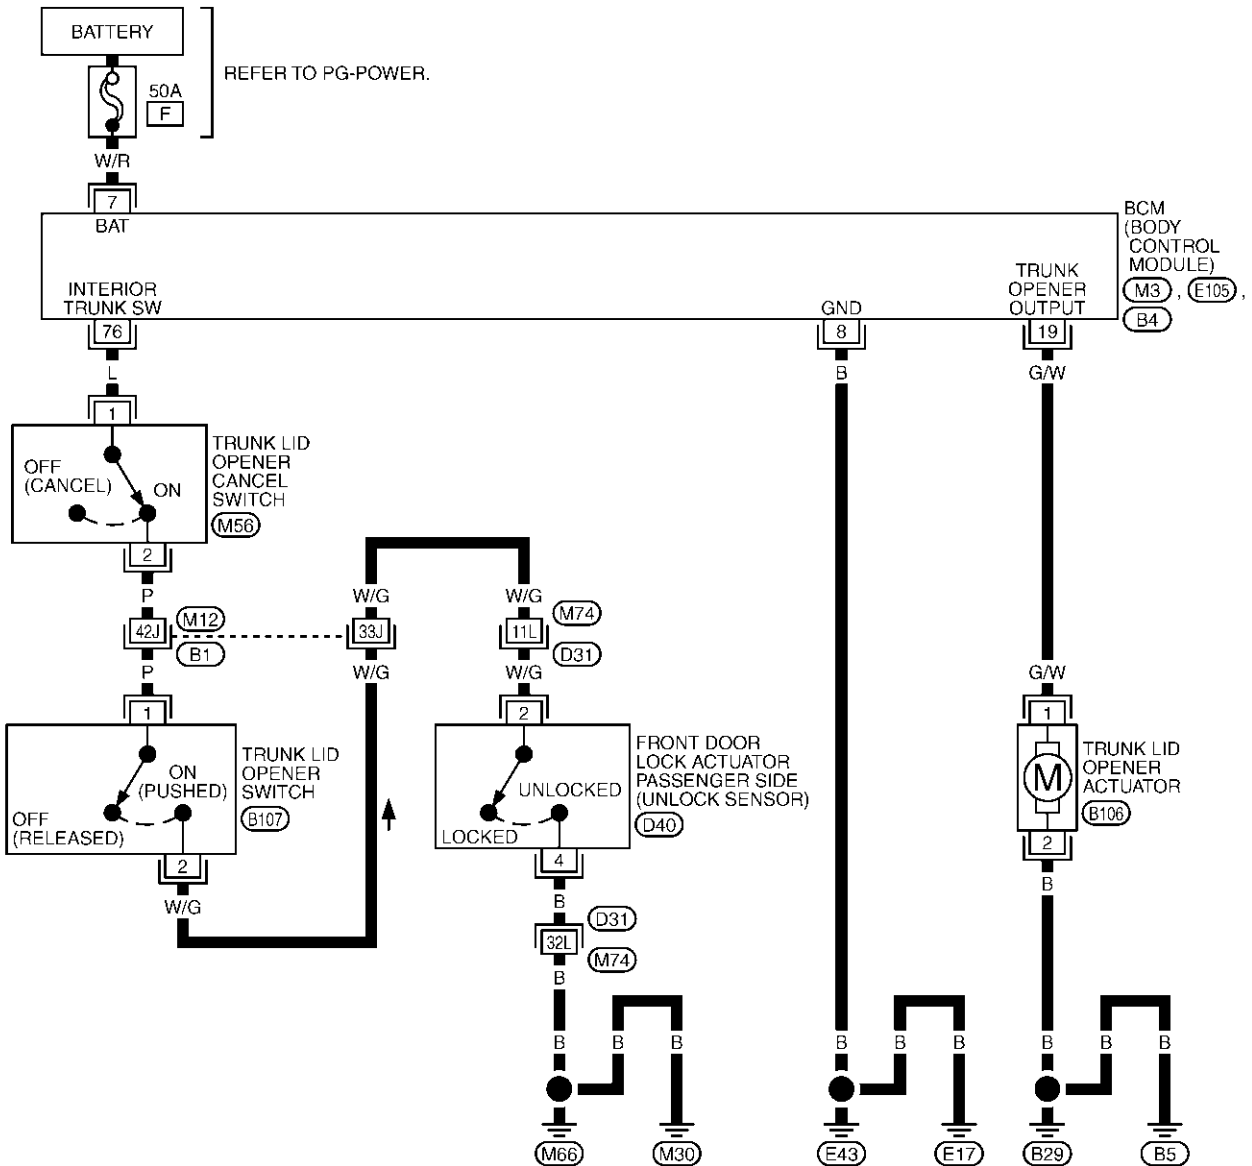 BATTERY
REFER TO PG-POWER.
50A
F
W/R
7
BAT
BCM
(BODY
CONTROL
MODULE)
M3 , E105 ,
B4
INTERIOR
TRUNK SW
GND
TRUNK
OPENER
OUTPUT
76
8
19
L
B
G/W
1
TRUNK LID
OPENER
CANCEL
SWITCH
M56
OFF
(CANCEL)
ON
2
P
W/G
W/G
42J
M12
B1
33J
11L
M74
D31
P
W/G
W/G
G/W
1
2
1
TRUNK LID
OPENER
SWITCH
B107
ON
(PUSHED)
OFF
(RELEASED)
FRONT DOOR
LOCK ACTUATOR
PASSENGER SIDE
(UNLOCK SENSOR)
D40
UNLOCKED
LOCKED
M
TRUNK LID
OPENER
ACTUATOR
B106
2
4
2
W/G
B
B
D31
32L
M74
B
B
B
B
B
B
B
B
B
B
M66
M30
E43
E17
B29
B5